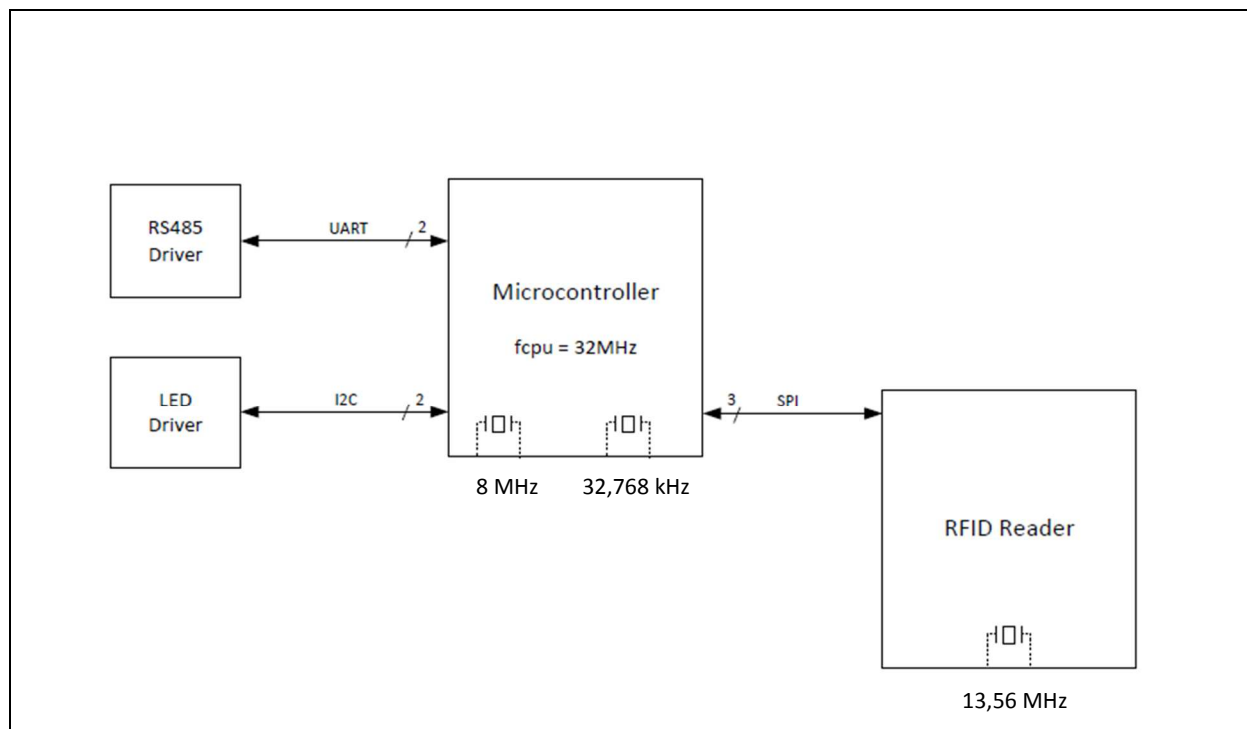 RS485
Driver
UART
2
Microcontroller
fcpu = 32MHz
LED
Driver
I2C
2
3
SPI
8 MHz
32,768 kHz
RFID Reader
13,56 MHz